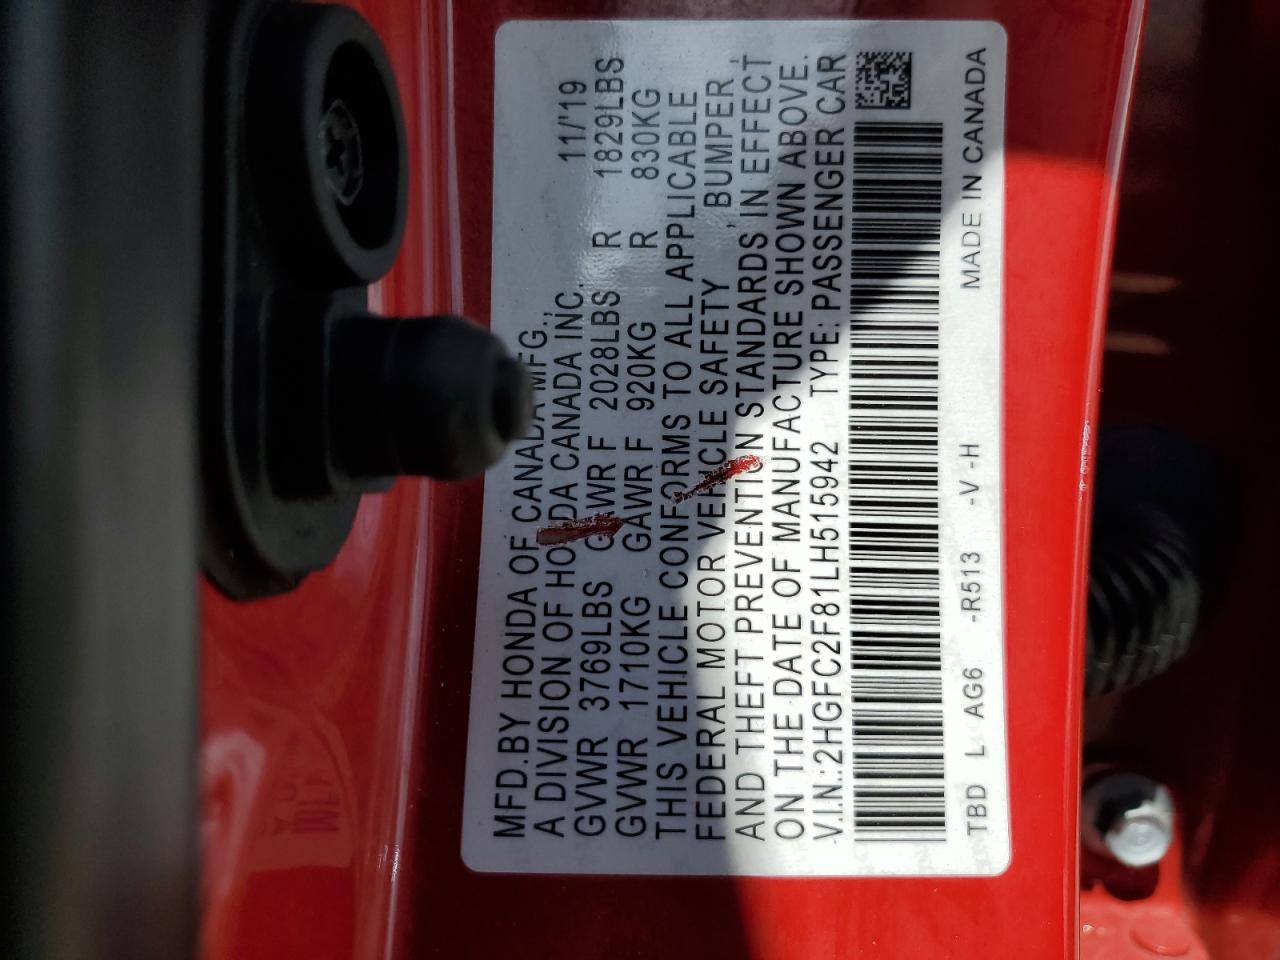 MFD.BY HONDA OF CANADA MFG., 11/'19
A DIVISION OF HONDA CANADA INC.
GVWR 3769LBS GAWR F 2028LBS R 1829LBS
GVWR 1710KG GAWR F 920KG R 830KG
THIS VEHICLE CONFORMS TO ALL APPLICABLE
FEDERAL MOTOR VEHICLE SAFETY , BUMPER ,
AND THEFT PREVENTION STANDARDS IN EFFECT
ON THE DATE OF MANUFACTURE SHOWN ABOVE.
V.I.N.:2HGFC2F81LH515942 TYPE: PASSENGER CAR
TBD L AG6 -R513 -V -H MADE IN CANADA